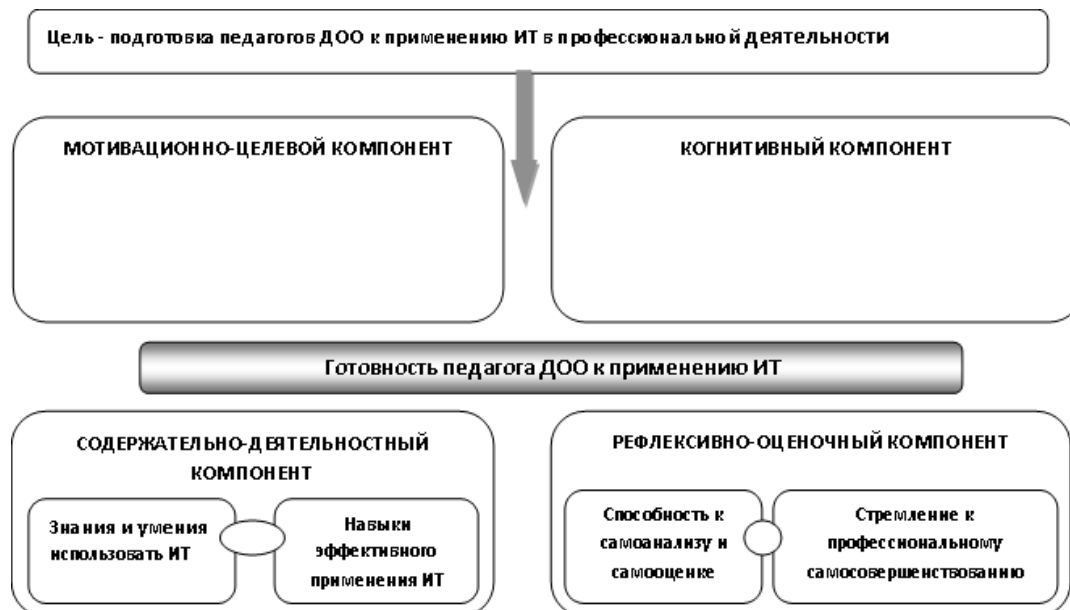 Цель - подготовка педагогов ДОО к применению ИТ в профессиональной деятельности
МОТИВАЦИОННО-ЦЕЛЕВОЙ КОМПОНЕНТ
КОГНИТИВНЫЙ КОМПОНЕНТ
Готовность педагога ДОО к применению ИТ
СОДЕРЖАТЕЛЬНО-ДЕЯТЕЛЬНОСТНЫЙ
КОМПОНЕНТ
Знания и умения
использовать ИТ
Навыки
эффективного
применения ИТ
РЕФЛЕКСИВНО-ОЦЕНОЧНЫЙ КОМПОНЕНТ
Способность к
самоанализу и
самооценке
Стремление к
профессиональному
самосовершенствованию